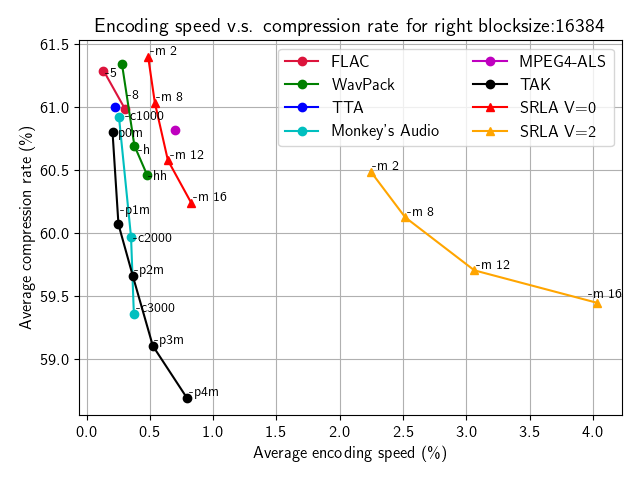 Encoding speed v.s. compression rate for right blocksize:16384
Average compression rate (%)
61.5
61.0
60.5
60.0
59.5
59.0
FLAC
WavPack
TTA
Monkey's Audio
MPEG4-ALS
TAK
SRLA V=0
SRLA V=2
-5
-8
-h
-hh
-c1000
-c2000
-c3000
-p0m
-p1m
-p2m
-p3m
-p4m
-m 2
-m 8
-m 12
-m 16
-m 2
-m 8
-m 12
-m 16
0.0 0.5 1.0 1.5 2.0 2.5 3.0 3.5 4.0
Average encoding speed (%)